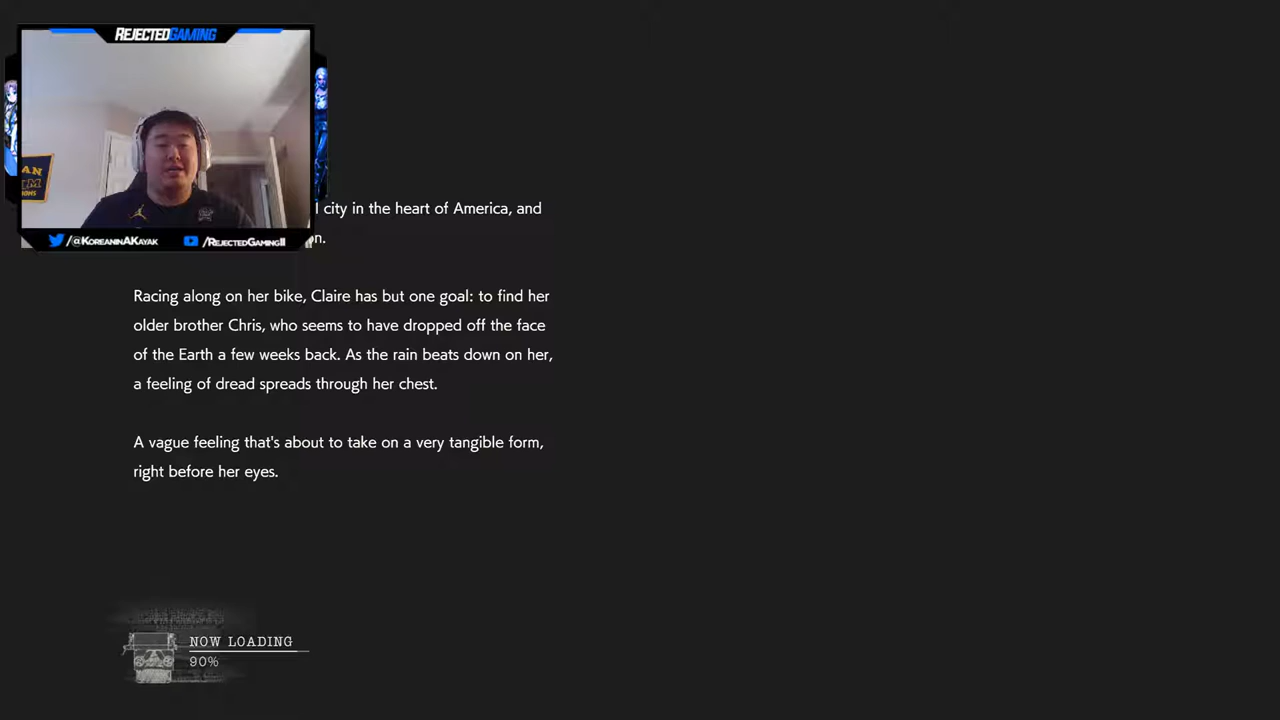 REJECTEDGAMING
AN
@KOREANINAKAYAK
/REJECTEDGAMINGII
city in the heart of America, and
on.
Racing along on her bike, Claire has but one goal: to find her
older brother Chris, who seems to have dropped off the face
of the Earth a few weeks back. As the rain beats down on her,
a feeling of dread spreads through her chest.
A vague feeling that's about to take on a very tangible form,
right before her eyes.
NOW LOADING
90%